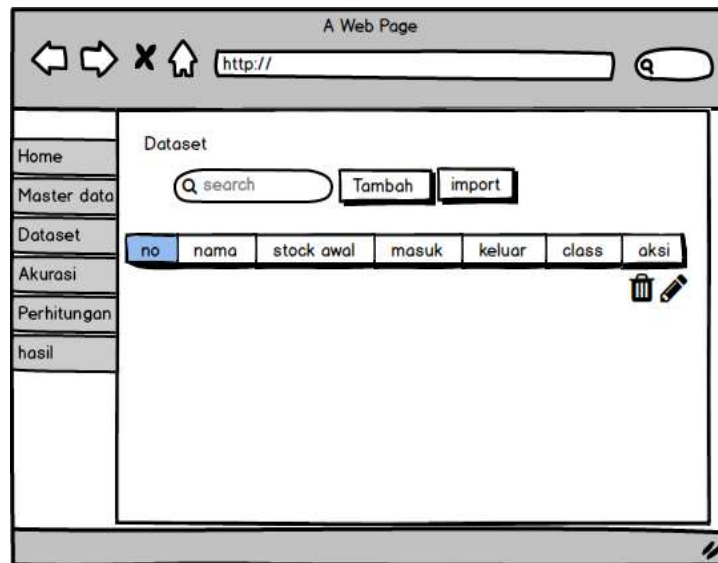 A Web Page
http://
Home
Master data
Dataset
Akurasi
Perhitungan
hasil
Dataset
search Tambah import
no nama stock awal masuk keluar class aksi